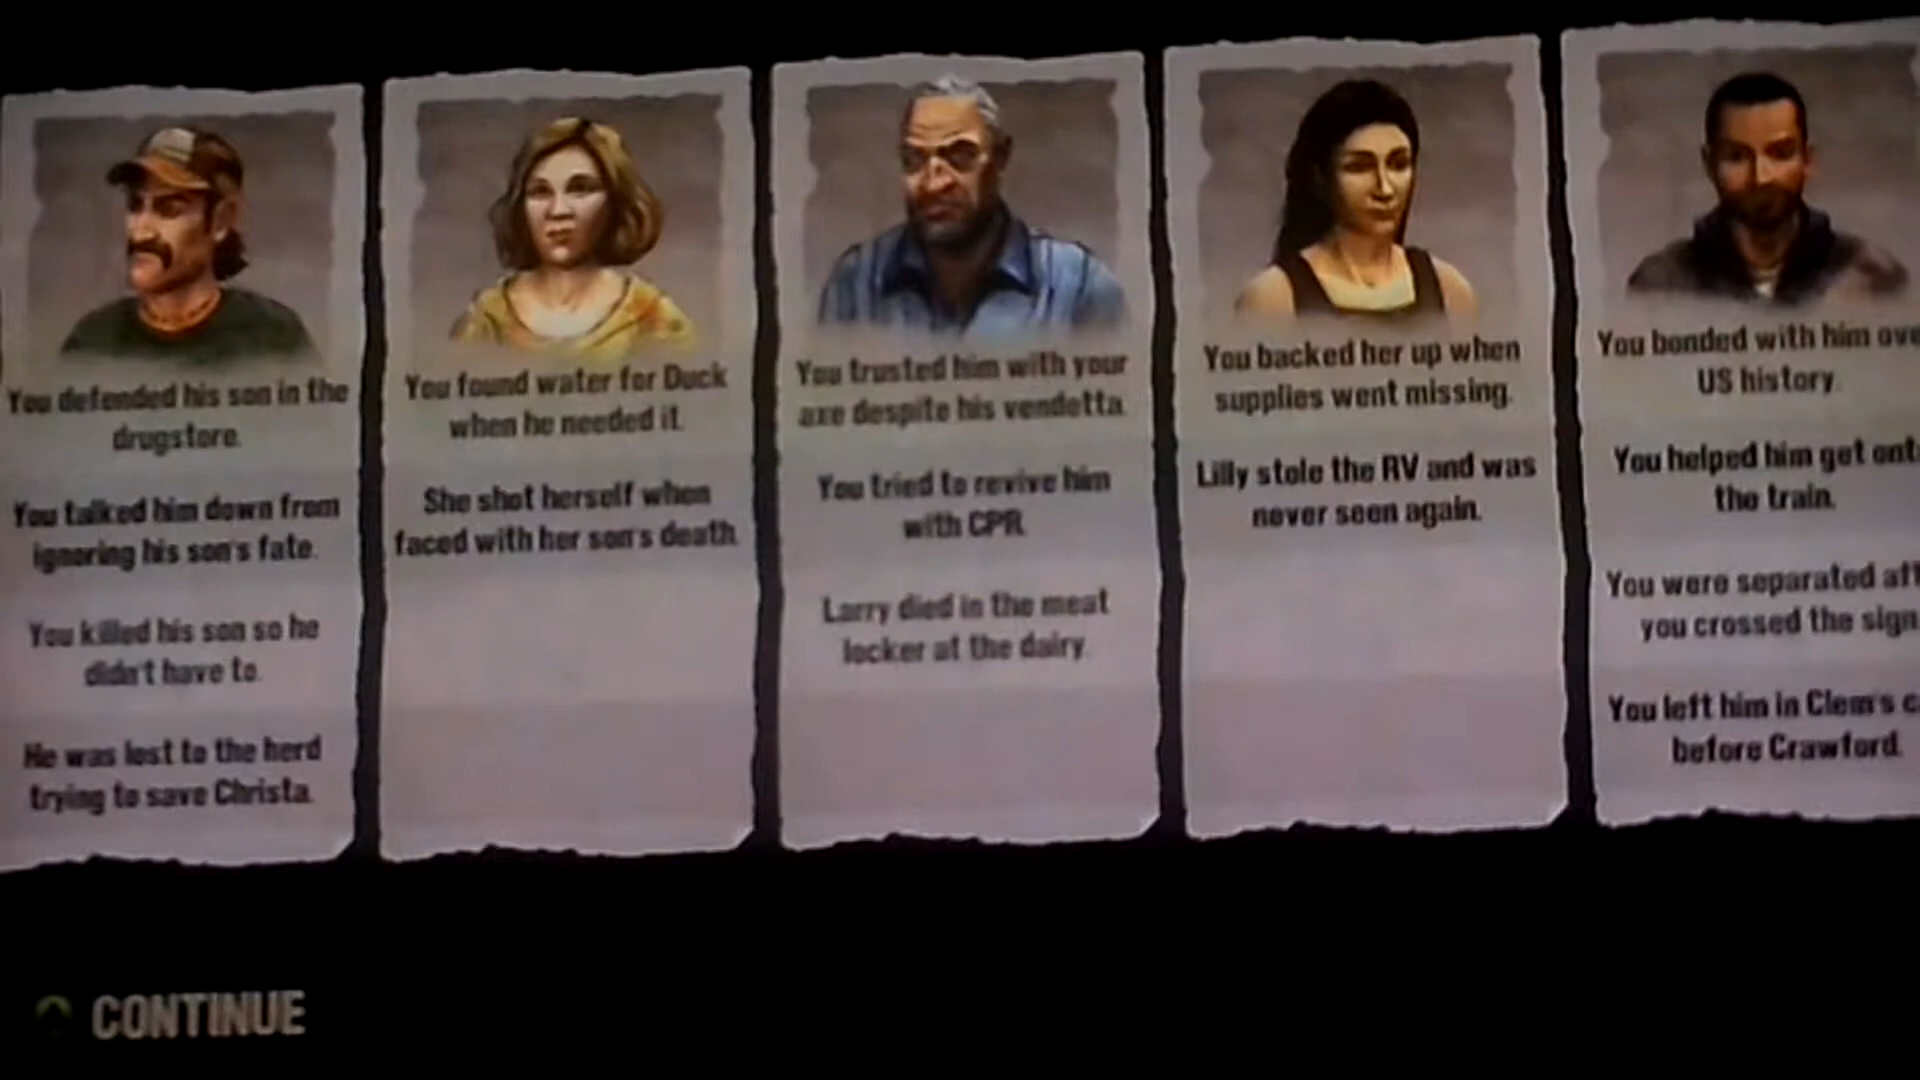 You defended his son in the
drugstore.
You talked him down from
ignoring his son's fate.
You killed his son so he
didn't have to.
He was lost to the herd
trying to save Christa.
You found water for Duck
when he needed it.
She shot herself when
faced with her son's death.
You trusted him with your
axe despite his vendetta.
You tried to revive him
with CPR.
Larry died in the meat
locker at the dairy.
You backed her up when
supplies went missing.
Lilly stole the RV and was
never seen again.
You bonded with him ove
US history.
You helped him get ont
the train.
You were separated aft
you crossed the sign.
You left him in Clem's c
before Crawford.
CONTINUE